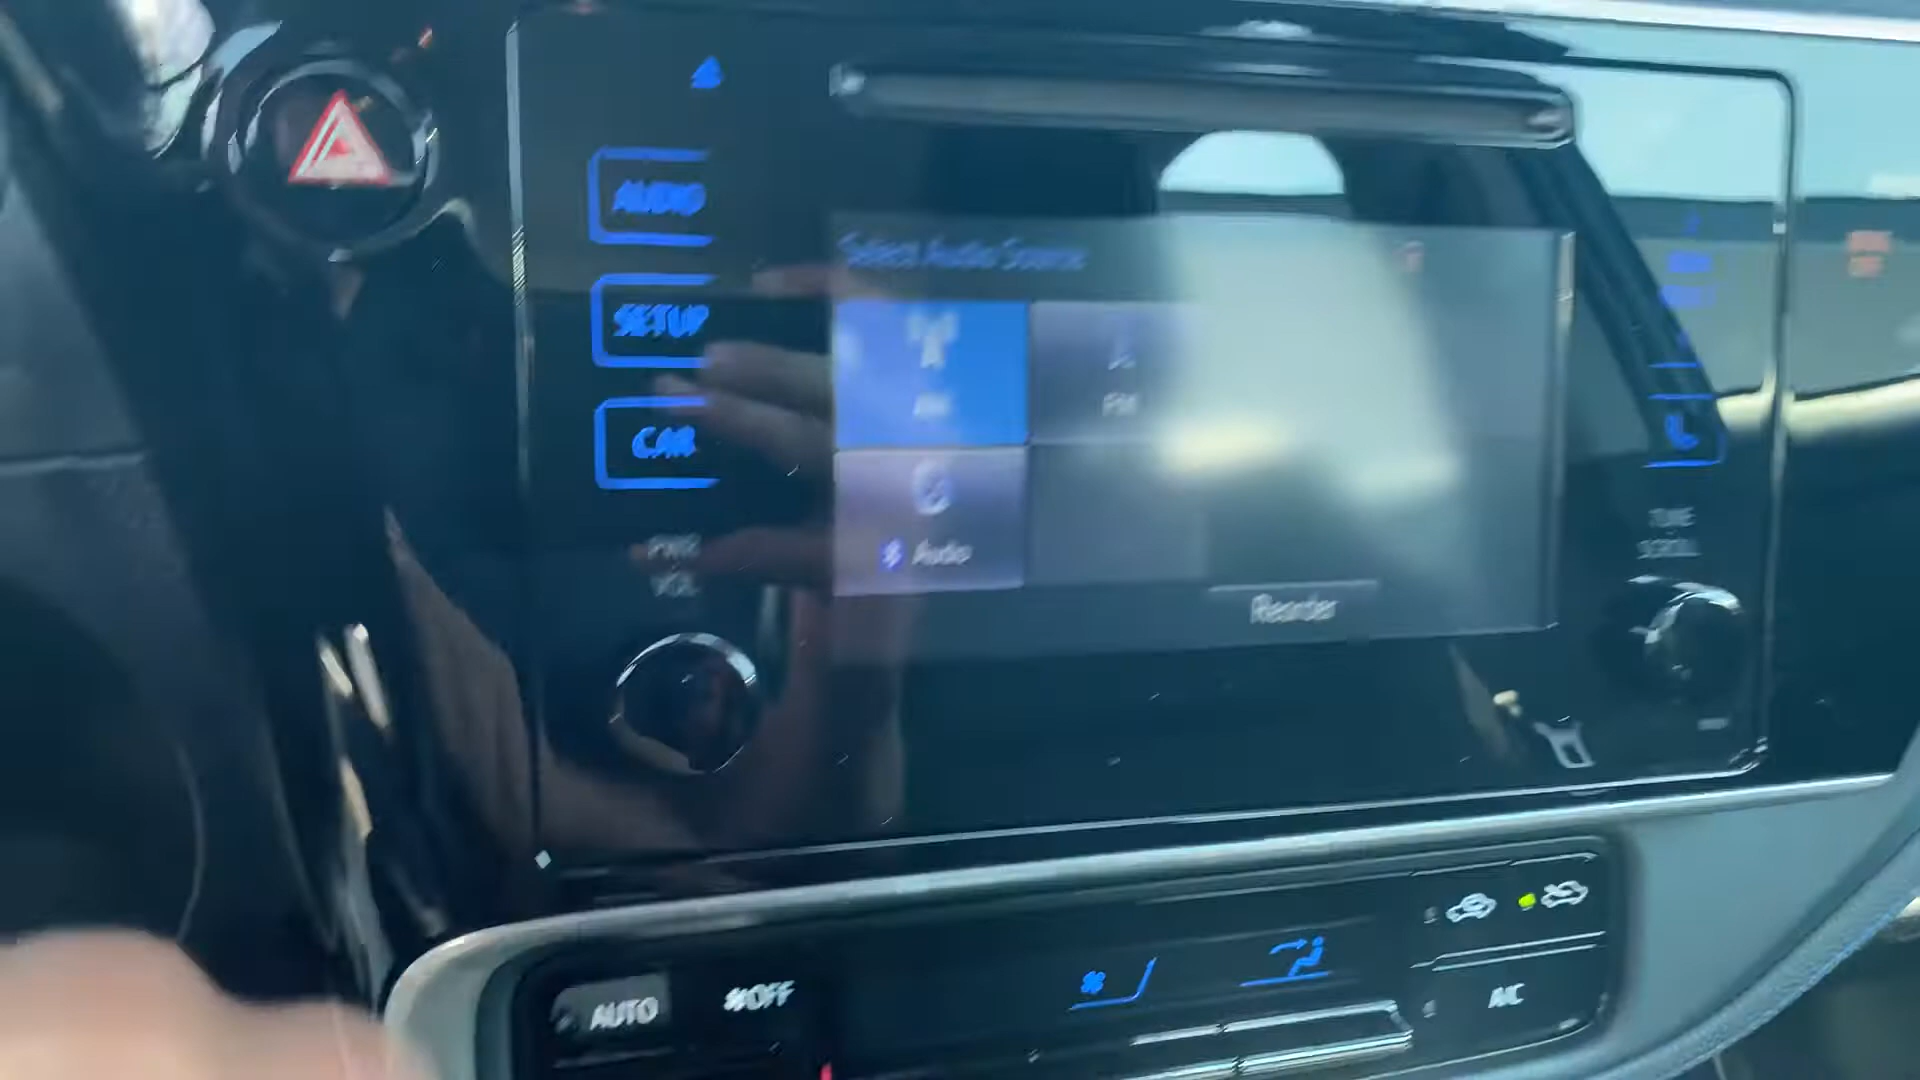 AUDIO
SETUP
CAR
PWR
VOL
Select Audio Source
AM
FM
Audio
Reorder
TUNE
SCROLL
AUTO
OFF
A/C